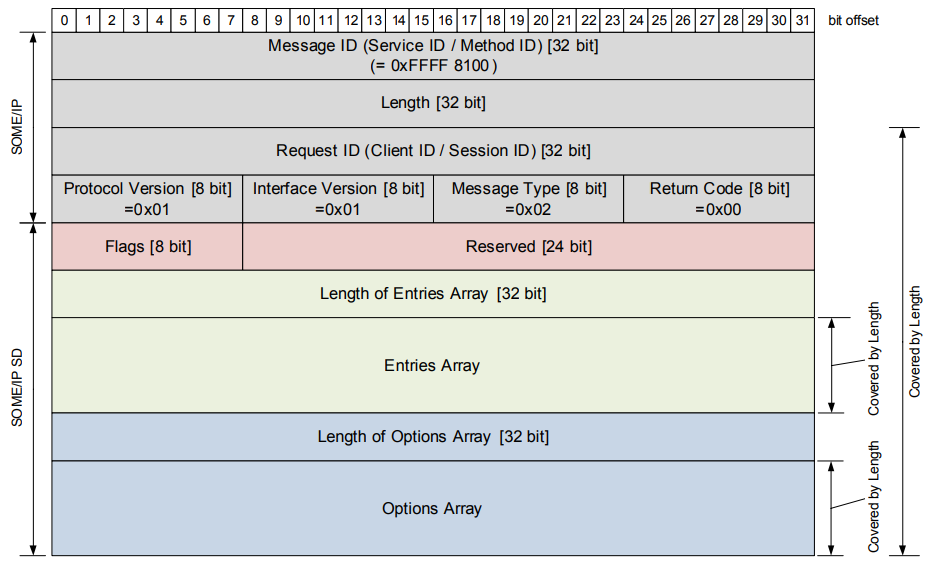 0 1 2 3 4 5 6 7 8 9 10 11 12 13 14 15 16 17 18 19 20 21 22 23 24 25 26 27 28 29 30 31 bit offset
SOME/IP
Message ID (Service ID / Method ID) [32 bit]
(= 0xFFFF 8100 )
Length [32 bit]
Request ID (Client ID / Session ID) [32 bit]
Protocol Version [8 bit]
=0x01
Interface Version [8 bit]
=0x01
Message Type [8 bit]
=0x02
Return Code [8 bit]
=0x00
SOME/IP SD
Flags [8 bit]
Reserved [24 bit]
Length of Entries Array [32 bit]
Entries Array
Covered by Length
Length of Options Array [32 bit]
Options Array
Covered by Length
Covered by Length